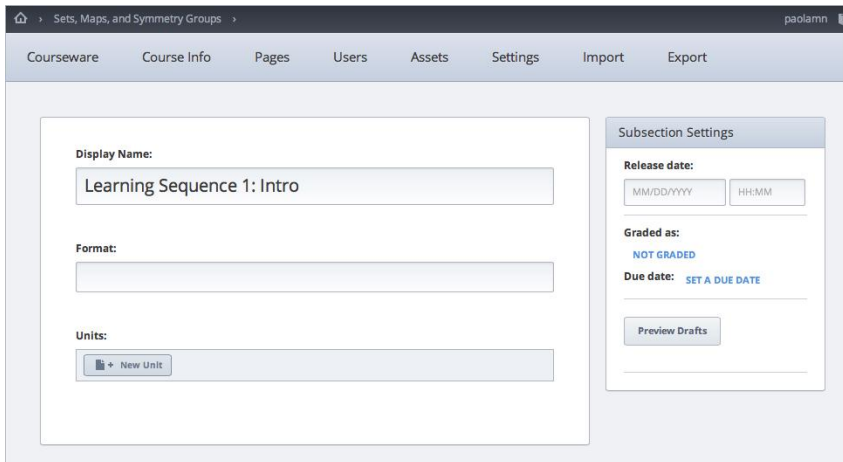 › Sets, Maps, and Symmetry Groups › paolamn
Courseware Course Info Pages Users Assets Settings Import Export
Display Name:
Learning Sequence 1: Intro
Format:
Units:
+ New Unit
Subsection Settings
Release date:
MM/DD/YYYY HH:MM
Graded as:
NOT GRADED
Due date: SET A DUE DATE
Preview Drafts